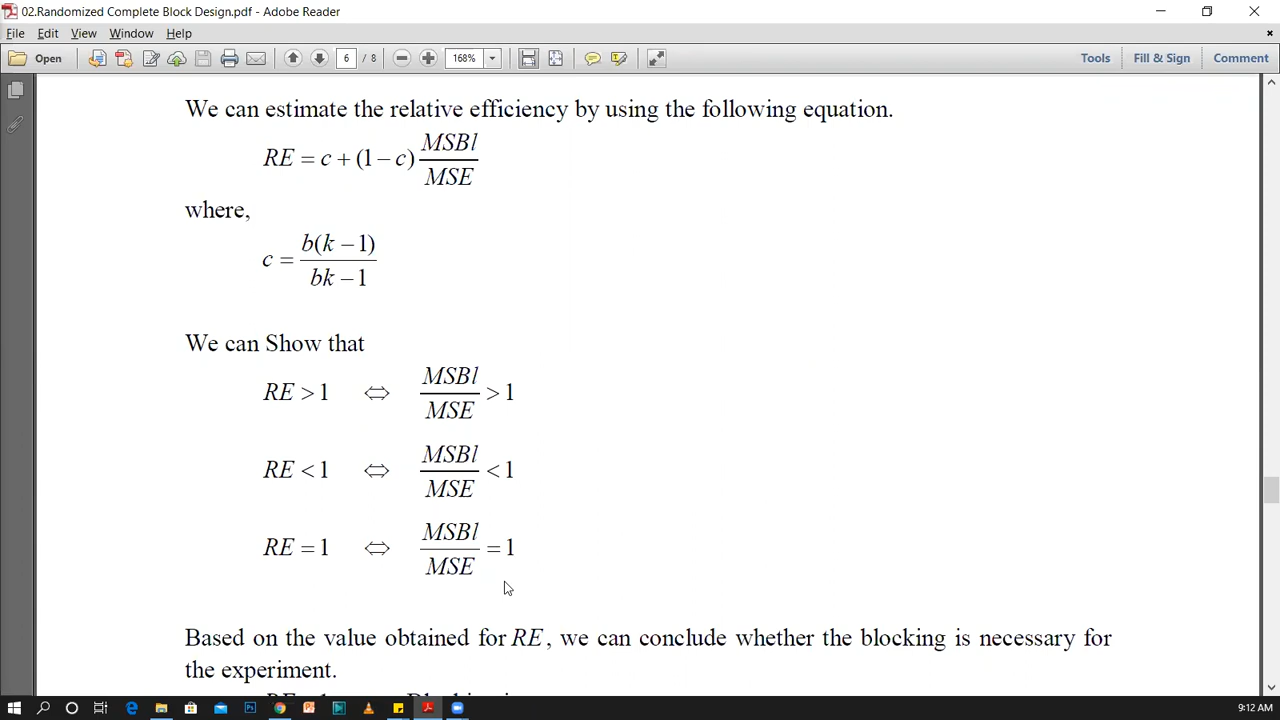 02.Randomized Complete Block Design.pdf - Adobe Reader
File Edit View Window Help
Open 6 / 8 168% Tools Fill & Sign Comment
We can estimate the relative efficiency by using the following equation.
RE = c + (1 − c) MSBl / MSE
where,
c = b(k − 1) / bk − 1
We can Show that
RE > 1 ⇔ MSBl / MSE > 1
RE < 1 ⇔ MSBl / MSE < 1
RE = 1 ⇔ MSBl / MSE = 1
Based on the value obtained for RE, we can conclude whether the blocking is necessary for
the experiment.
9:12 AM